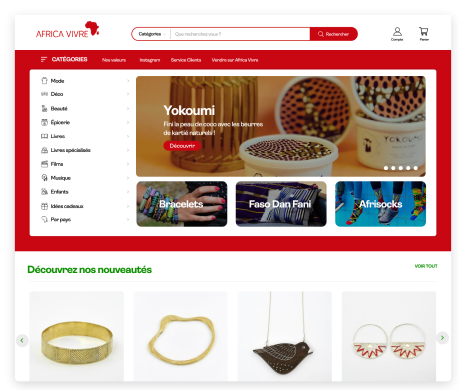 AFRICA VIVRE
Catégories
Que recherchez-vous ?
Rechercher
Compte
Panier
CATÉGORIES
Nos valeurs
Instagram
Service Clients
Vendre sur Africa Vivre
Mode
Déco
Beauté
Épicerie
Livres
Livres spécialisés
Films
Musique
Enfants
Idées cadeaux
Par pays
Yokoumi
Fini la peau de coco avec les beurres
de karité naturels !
Découvrir
YOKOUMI
Bracelets
Faso Dan Fani
Afrisocks
Découvrez nos nouveautés
VOIR TOUT